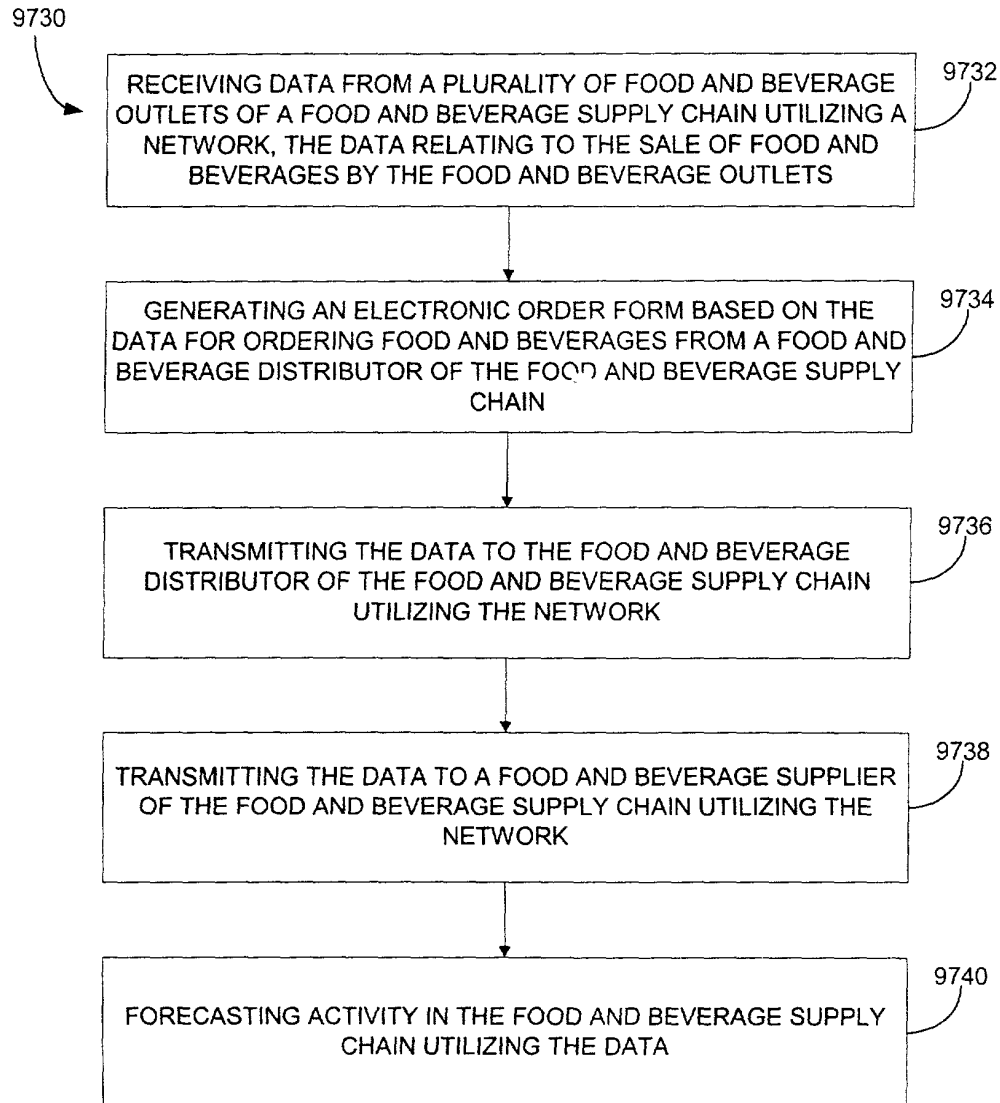 9730
RECEIVING DATA FROM A PLURALITY OF FOOD AND BEVERAGE
OUTLETS OF A FOOD AND BEVERAGE SUPPLY CHAIN UTILIZING A
NETWORK, THE DATA RELATING TO THE SALE OF FOOD AND
BEVERAGES BY THE FOOD AND BEVERAGE OUTLETS
9732
GENERATING AN ELECTRONIC ORDER FORM BASED ON THE
DATA FOR ORDERING FOOD AND BEVERAGES FROM A FOOD AND
BEVERAGE DISTRIBUTOR OF THE FOOD AND BEVERAGE SUPPLY
CHAIN
9734
TRANSMITTING THE DATA TO THE FOOD AND BEVERAGE
DISTRIBUTOR OF THE FOOD AND BEVERAGE SUPPLY CHAIN
UTILIZING THE NETWORK
9736
TRANSMITTING THE DATA TO A FOOD AND BEVERAGE SUPPLIER
OF THE FOOD AND BEVERAGE SUPPLY CHAIN UTILIZING THE
NETWORK
9738
FORECASTING ACTIVITY IN THE FOOD AND BEVERAGE SUPPLY
CHAIN UTILIZING THE DATA
9740